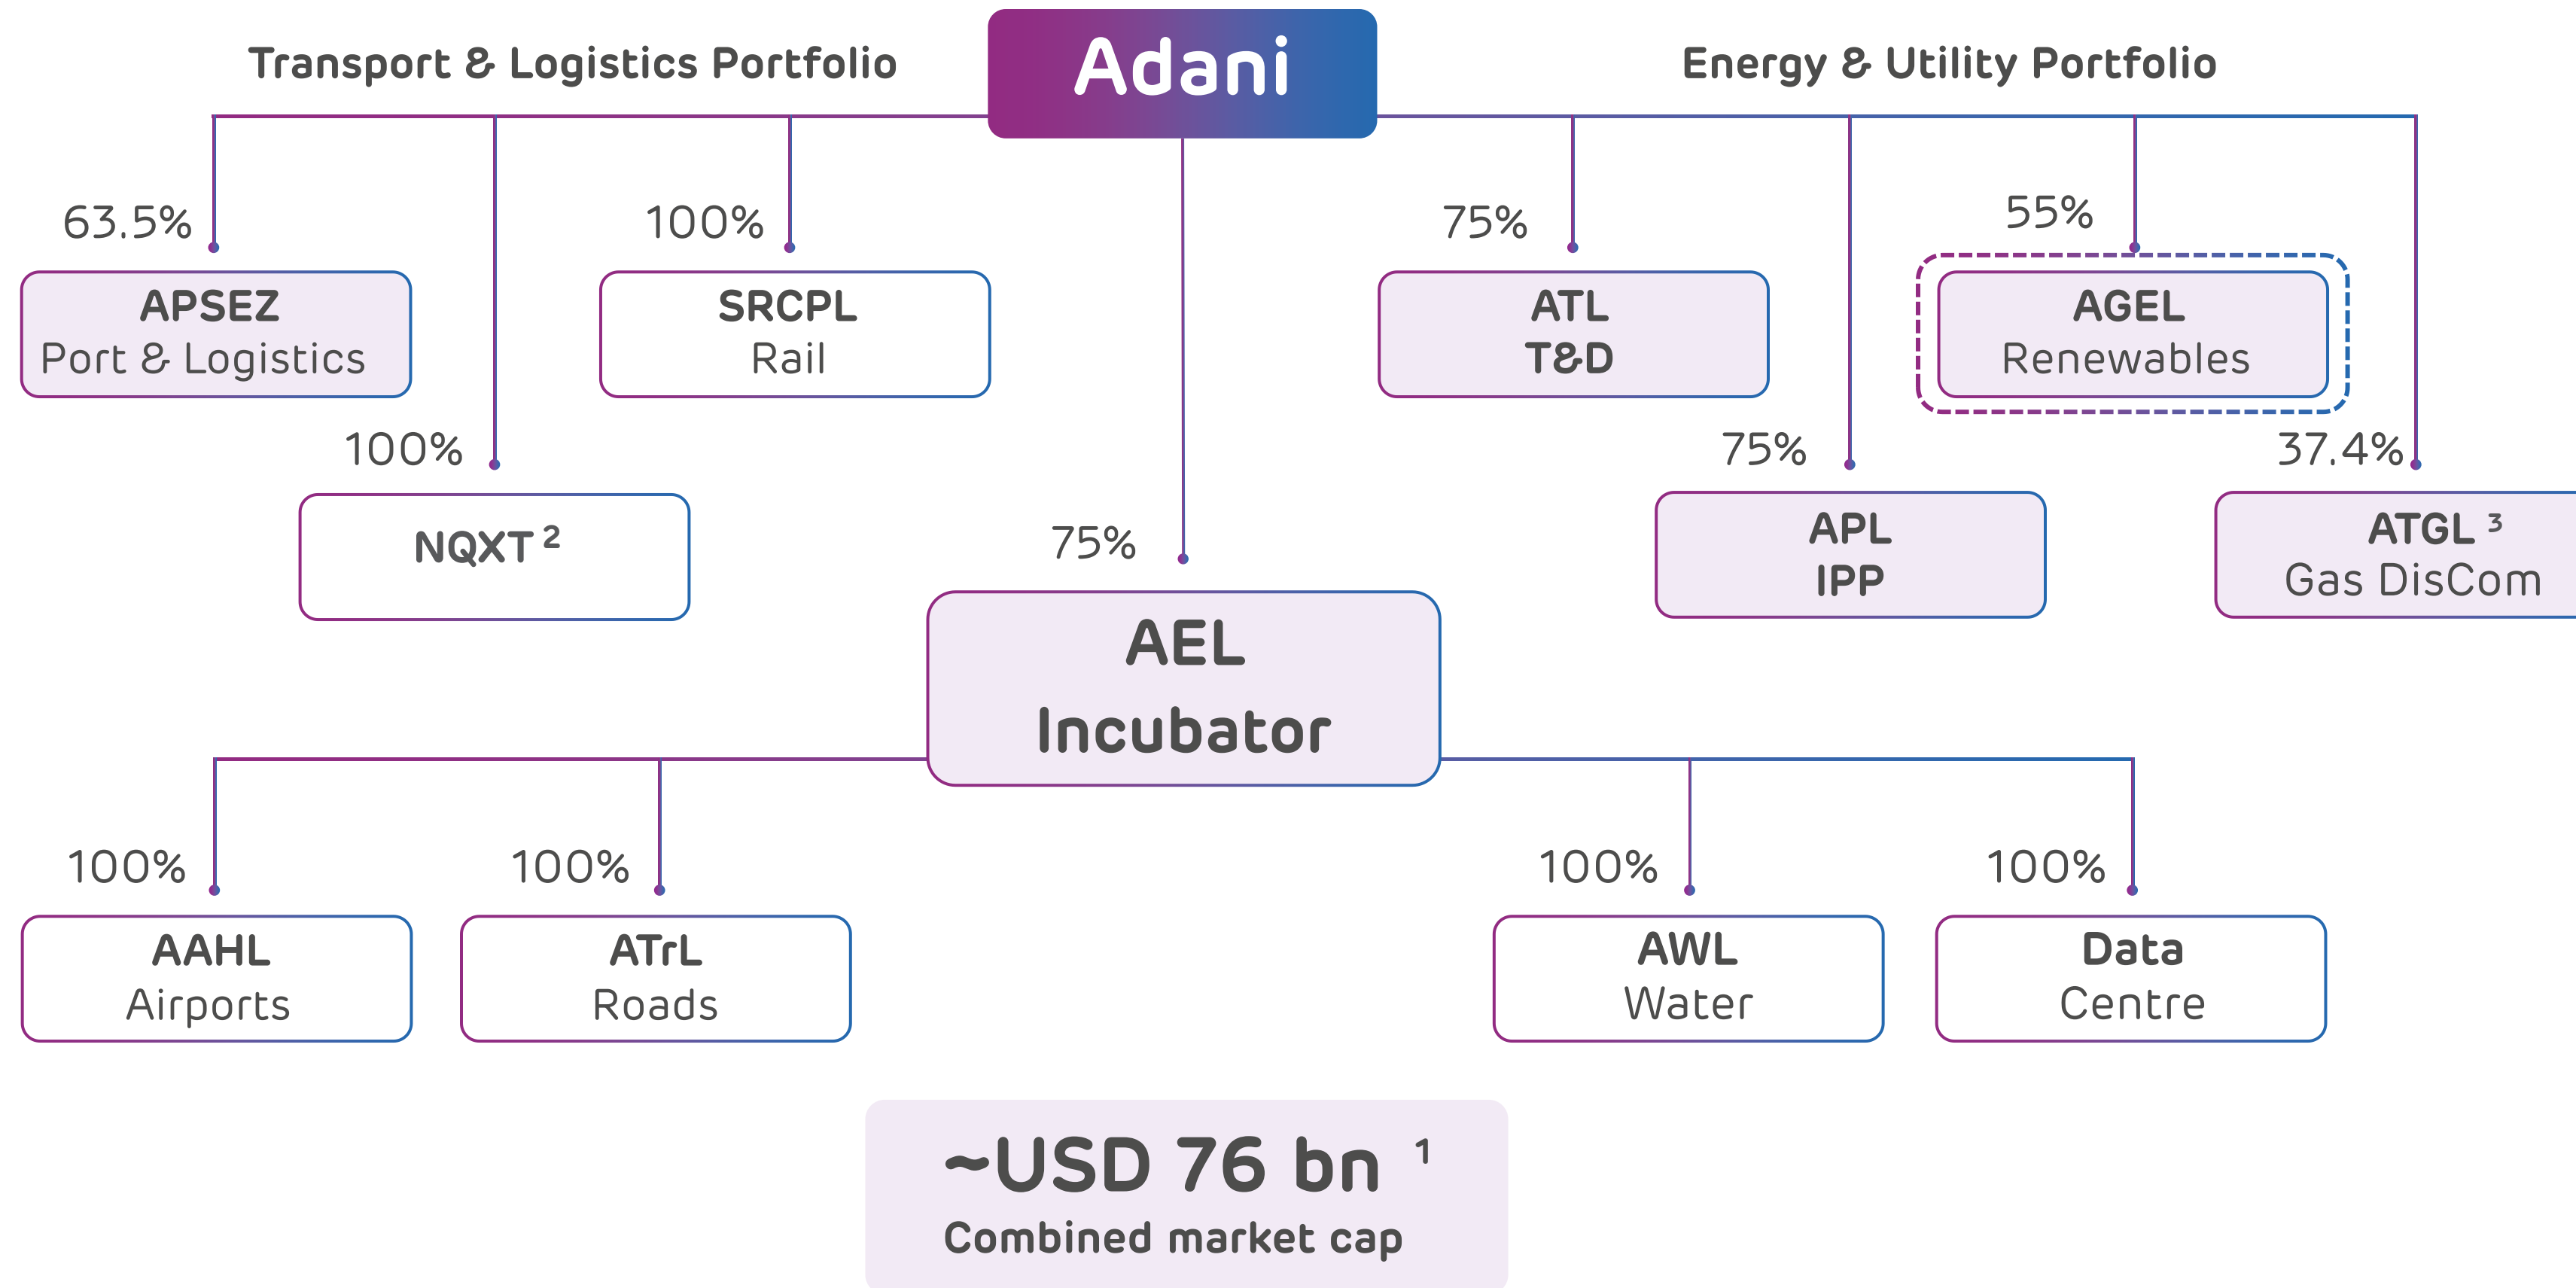 Transport & Logistics Portfolio
Adani
Energy & Utility Portfolio
63.5%
100%
75%
55%
APSEZ
Port & Logistics
SRCPL
Rail
ATL
T&D
AGEL
Renewables
100%
75%
37.4%
NQXT ²
APL
IPP
ATGL ³
Gas DisCom
75%
AEL
Incubator
100%
100%
100%
100%
AAHL
Airports
ATrL
Roads
AWL
Water
Data
Centre
~USD 76 bn ¹
Combined market cap